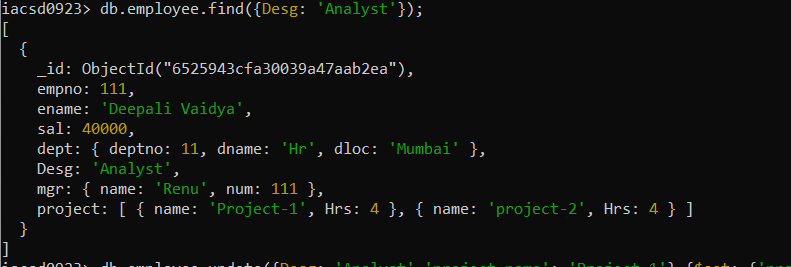 iacsd0923> db.employee.find({Desg: 'Analyst'});
[
  {
    _id: ObjectId("6525943cfa30039a47aab2ea"),
    empno: 111,
    ename: 'Deepali Vaidya',
    sal: 40000,
    dept: { deptno: 11, dname: 'Hr', dloc: 'Mumbai' },
    Desg: 'Analyst',
    mgr: { name: 'Renu', num: 111 },
    project: [ { name: 'Project-1', Hrs: 4 }, { name: 'project-2', Hrs: 4 } ]
  }
]
iacsd0923> db.employee.update({Desg: 'Analyst','project.name': 'Project-1'},{$set: {